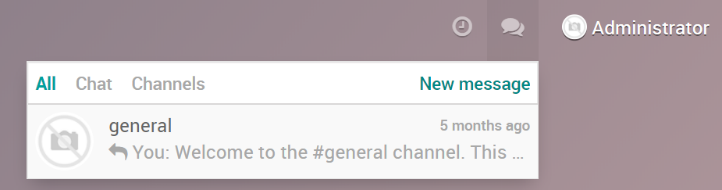 Administrator
All Chat Channels New message
general 5 months ago
You: Welcome to the #general channel. This ...